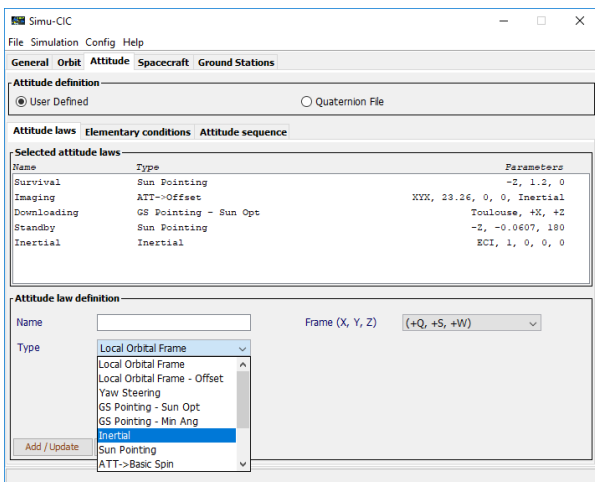 Simu-CIC
File Simulation Config Help
General Orbit Attitude Spacecraft Ground Stations
Attitude definition
User Defined Quaternion File
Attitude laws Elementary conditions Attitude sequence
Selected attitude laws
Name Type Parameters
Survival Sun Pointing -Z, 1.2, 0
Imaging ATT->Offset XYX, 23.26, 0, 0, Inertial
Downloading GS Pointing - Sun Opt Toulouse, +X, +Z
Standby Sun Pointing -Z, -0.0607, 180
Inertial Inertial ECI, 1, 0, 0, 0
Attitude law definition
Name Frame (X, Y, Z) (+Q, +S, +W)
Type Local Orbital Frame
Local Orbital Frame
Local Orbital Frame - Offset
Yaw Steering
GS Pointing - Sun Opt
GS Pointing - Min Ang
Inertial
Sun Pointing
ATT->Basic Spin
Add / Update